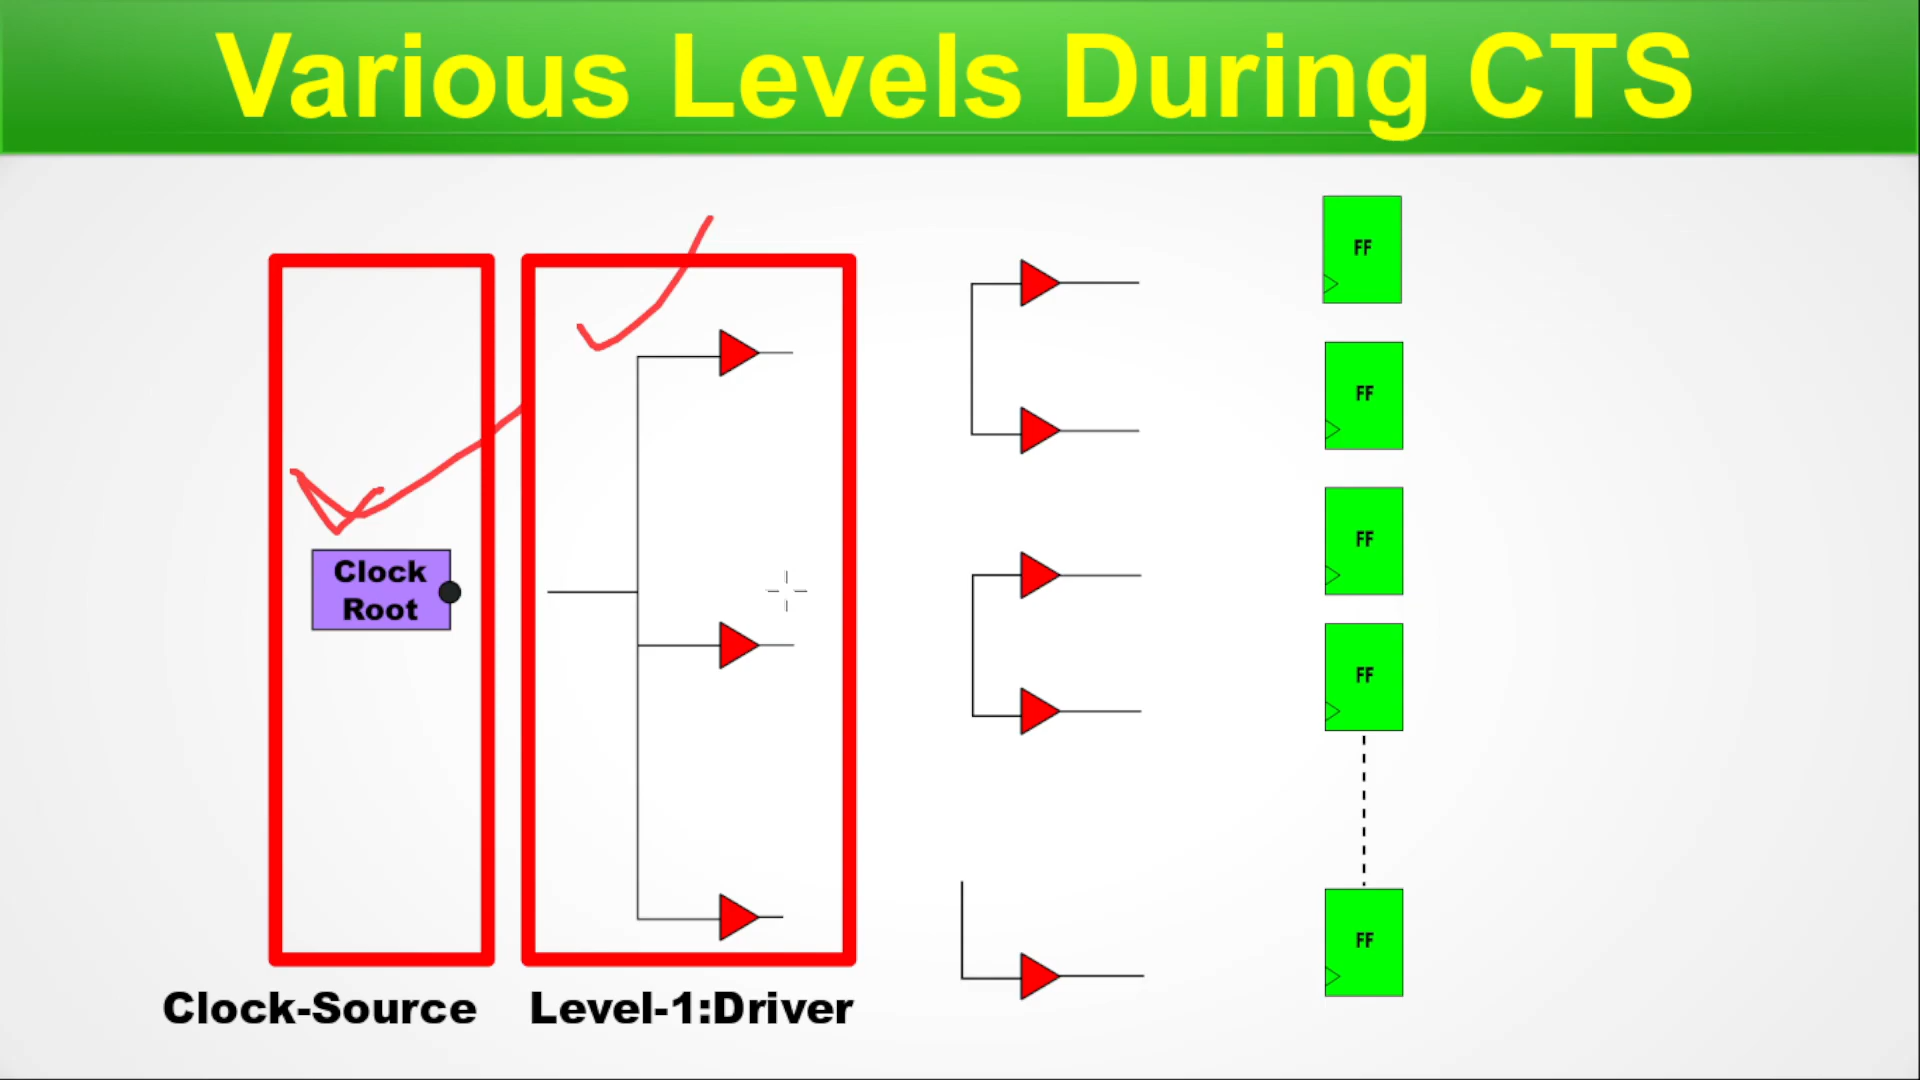 Various Levels During CTS
FF
FF
FF
Clock
Root
FF
FF
Clock-Source
Level-1:Driver